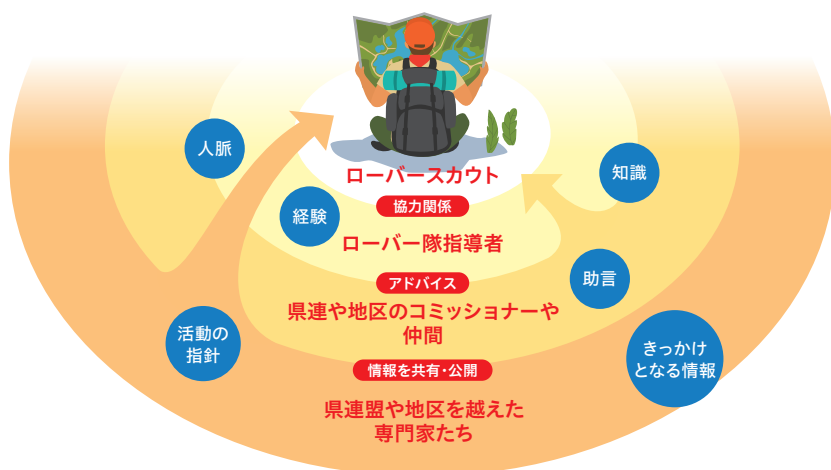 人脈
知識
ローバースカウト
協力関係
経験
ローバー隊指導者
アドバイス
助言
県連や地区のコミッショナーや
仲間
活動の
指針
きっかけ
となる情報
情報を共有・公開
県連盟や地区を越えた
専門家たち